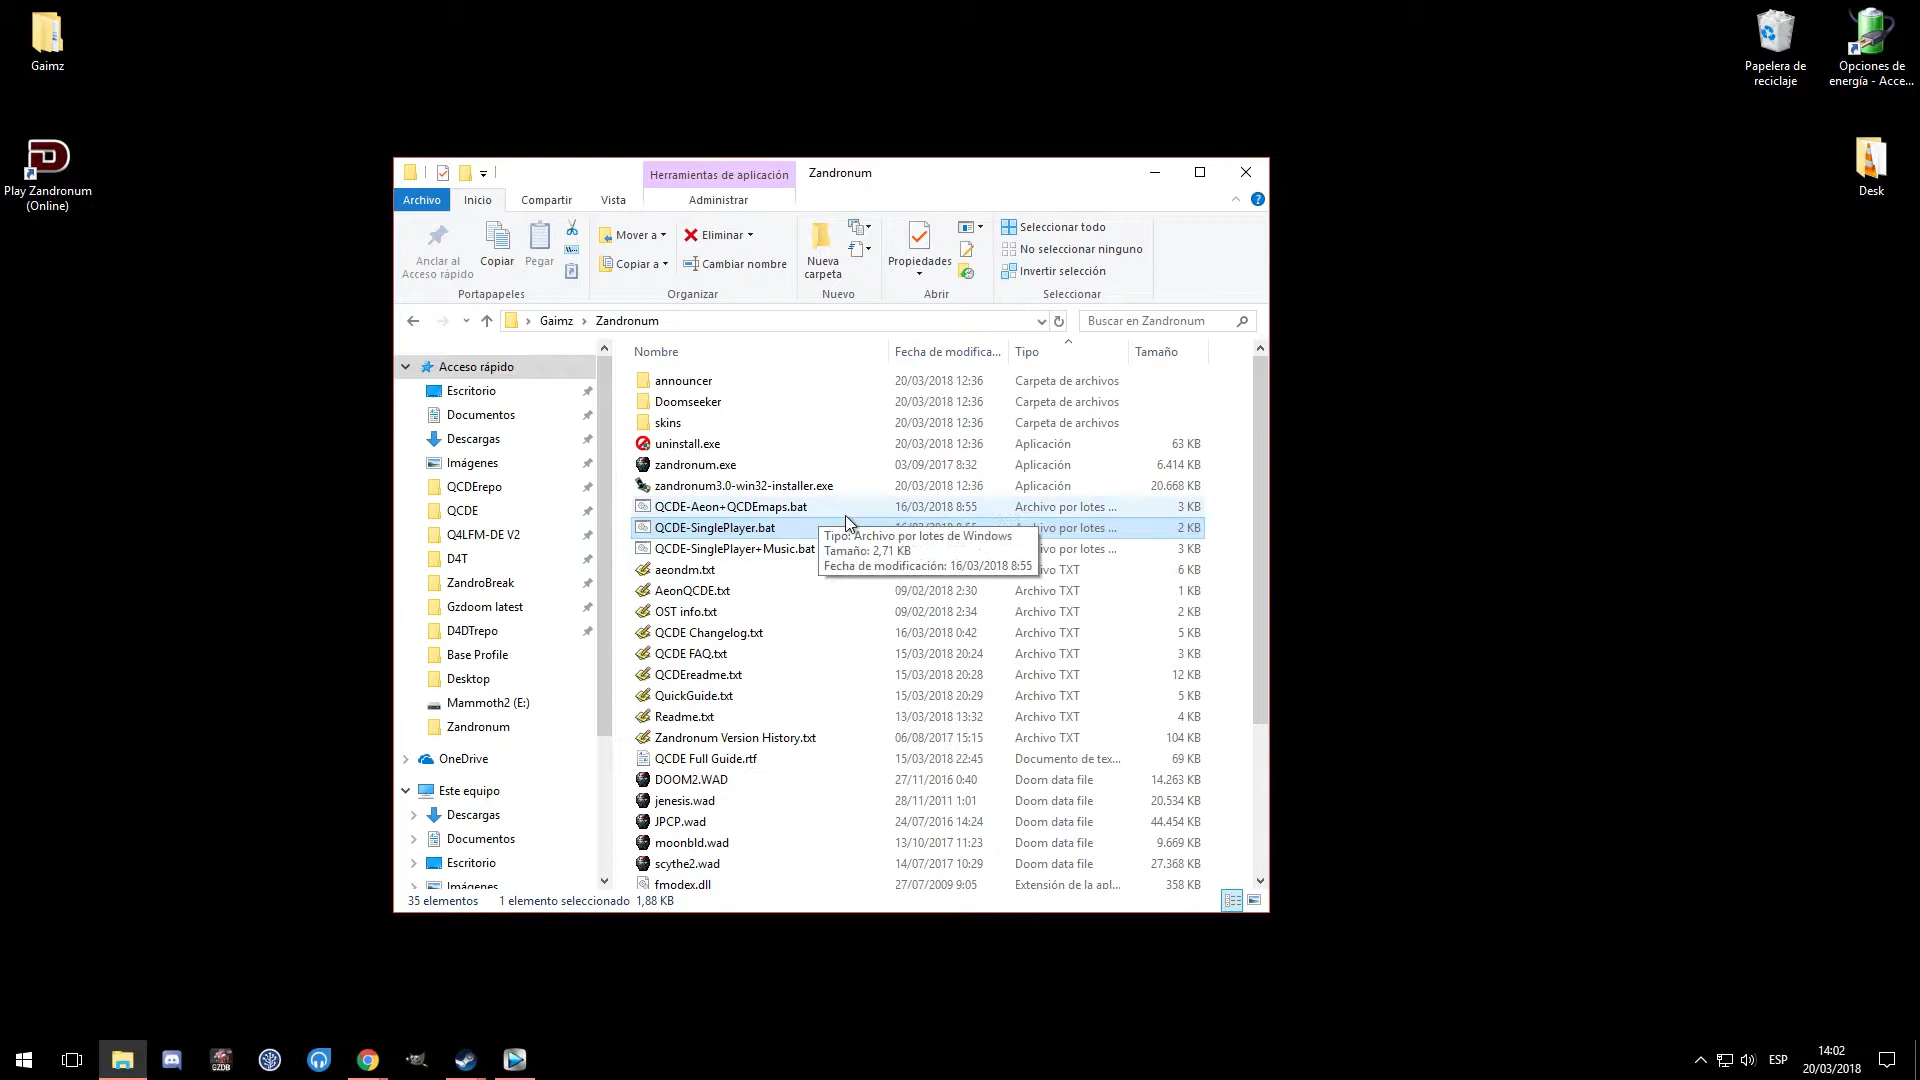 Gaimz
Play Zandronum
(Online)
Papelera de
reciclaje
Opciones de
energía - Acce...
Desk
Herramientas de aplicación
Zandronum
Archivo
Inicio
Compartir
Vista
Administrar
Anclar al
Acceso rápido
Copiar
Pegar
Mover a
Copiar a
Eliminar
Cambiar nombre
Nueva
carpeta
Propiedades
Seleccionar todo
No seleccionar ninguno
Invertir selección
Portapapeles
Organizar
Nuevo
Abrir
Seleccionar
Gaimz > Zandronum
Buscar en Zandronum
Acceso rápido
Escritorio
Documentos
Descargas
Imágenes
QCDErepo
QCDE
Q4LFM-DE V2
D4T
ZandroBreak
Gzdoom latest
D4DTrepo
Base Profile
Desktop
Mammoth2 (E:)
Zandronum
OneDrive
Este equipo
Descargas
Documentos
Escritorio
Imágenes
Nombre Fecha de modifica... Tipo Tamaño
announcer 20/03/2018 12:36 Carpeta de archivos
Doomseeker 20/03/2018 12:36 Carpeta de archivos
skins 20/03/2018 12:36 Carpeta de archivos
uninstall.exe 20/03/2018 12:36 Aplicación 63 KB
zandronum.exe 03/09/2017 8:32 Aplicación 6.414 KB
zandronum3.0-win32-installer.exe 20/03/2018 12:36 Aplicación 20.668 KB
QCDE-Aeon+QCDEmaps.bat 16/03/2018 8:55 Archivo por lotes ... 3 KB
QCDE-SinglePlayer.bat 16/03/2018 8:55 Archivo por lotes ... 2 KB
QCDE-SinglePlayer+Music.bat Archivo por lotes ... 3 KB
Tipo: Archivo por lotes de Windows
Tamaño: 2,71 KB
Fecha de modificación: 16/03/2018 8:55
aeondm.txt Archivo TXT 6 KB
AeonQCDE.txt 09/02/2018 2:30 Archivo TXT 1 KB
OST info.txt 09/02/2018 2:34 Archivo TXT 2 KB
QCDE Changelog.txt 16/03/2018 0:42 Archivo TXT 5 KB
QCDE FAQ.txt 15/03/2018 20:24 Archivo TXT 3 KB
QCDEreadme.txt 15/03/2018 20:28 Archivo TXT 12 KB
QuickGuide.txt 15/03/2018 20:29 Archivo TXT 5 KB
Readme.txt 13/03/2018 13:32 Archivo TXT 4 KB
Zandronum Version History.txt 06/08/2017 15:15 Archivo TXT 104 KB
QCDE Full Guide.rtf 15/03/2018 22:45 Documento de tex... 69 KB
DOOM2.WAD 27/11/2016 0:40 Doom data file 14.263 KB
jenesis.wad 28/11/2011 1:01 Doom data file 20.534 KB
JPCP.wad 24/07/2016 14:24 Doom data file 44.454 KB
moonbld.wad 13/10/2017 11:23 Doom data file 9.669 KB
scythe2.wad 14/07/2017 10:29 Doom data file 27.368 KB
fmodex.dll 27/07/2009 9:05 Extensión de la apl... 358 KB
35 elementos 1 elemento seleccionado 1,88 KB
GZDB
ESP
14:02
20/03/2018